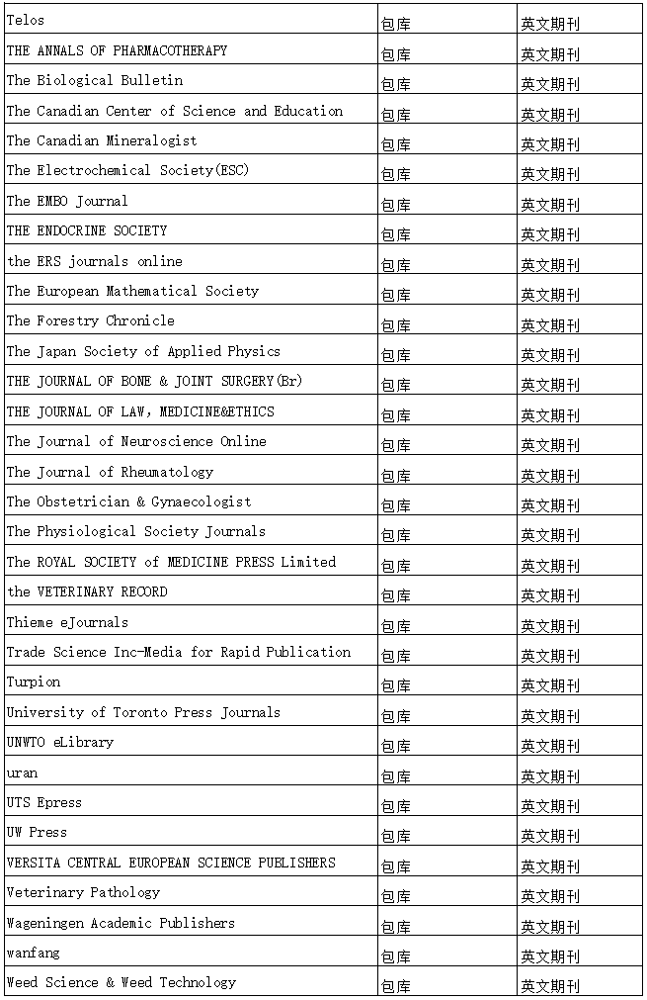 Telos 包库 英文期刊
THE ANNALS OF PHARMACOTHERAPY 包库 英文期刊
The Biological Bulletin 包库 英文期刊
The Canadian Center of Science and Education 包库 英文期刊
The Canadian Mineralogist 包库 英文期刊
The Electrochemical Society(ESC) 包库 英文期刊
The EMBO Journal 包库 英文期刊
THE ENDOCRINE SOCIETY 包库 英文期刊
the ERS journals online 包库 英文期刊
The European Mathematical Society 包库 英文期刊
The Forestry Chronicle 包库 英文期刊
The Japan Society of Applied Physics 包库 英文期刊
THE JOURNAL OF BONE & JOINT SURGERY(Br) 包库 英文期刊
THE JOURNAL OF LAW，MEDICINE&ETHICS 包库 英文期刊
The Journal of Neuroscience Online 包库 英文期刊
The Journal of Rheumatology 包库 英文期刊
The Obstetrician & Gynaecologist 包库 英文期刊
The Physiological Society Journals 包库 英文期刊
The ROYAL SOCIETY of MEDICINE PRESS Limited 包库 英文期刊
the VETERINARY RECORD 包库 英文期刊
Thieme eJournals 包库 英文期刊
Trade Science Inc-Media for Rapid Publication 包库 英文期刊
Turpion 包库 英文期刊
University of Toronto Press Journals 包库 英文期刊
UNWTO eLibrary 包库 英文期刊
uran 包库 英文期刊
UTS Epress 包库 英文期刊
UW Press 包库 英文期刊
VERSITA CENTRAL EUROPEAN SCIENCE PUBLISHERS 包库 英文期刊
Veterinary Pathology 包库 英文期刊
Wageningen Academic Publishers 包库 英文期刊
wanfang 包库 英文期刊
Weed Science & Weed Technology 包库 英文期刊